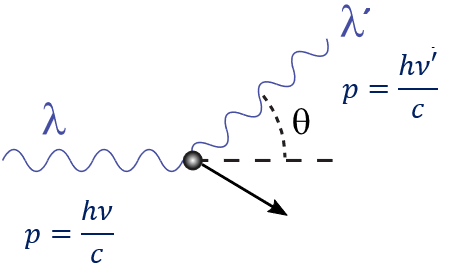 λ′
p = hν′/c
λ
θ
p = hν/c